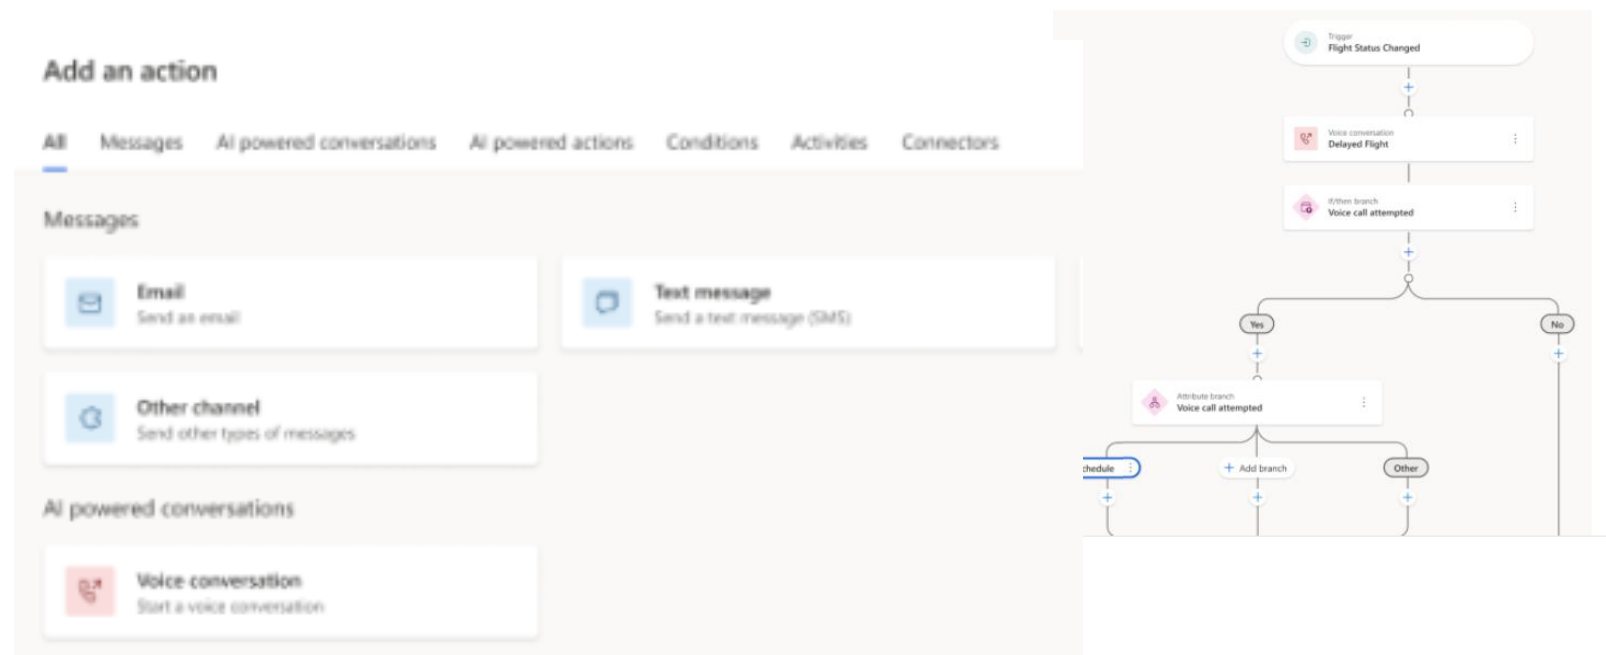 Add an action
All Messages AI powered conversations AI powered actions Conditions Activities Connectors
Messages
Email
Send an email
Text message
Send a text message (SMS)
Other channel
Send other types of messages
AI powered conversations
Voice conversation
Start a voice conversation
Trigger
Flight Status Changed
Voice conversation
Delayed Flight
If/then branch
Voice call attempted
Yes
No
Attribute branch
Voice call attempted
chedule
Add branch
Other